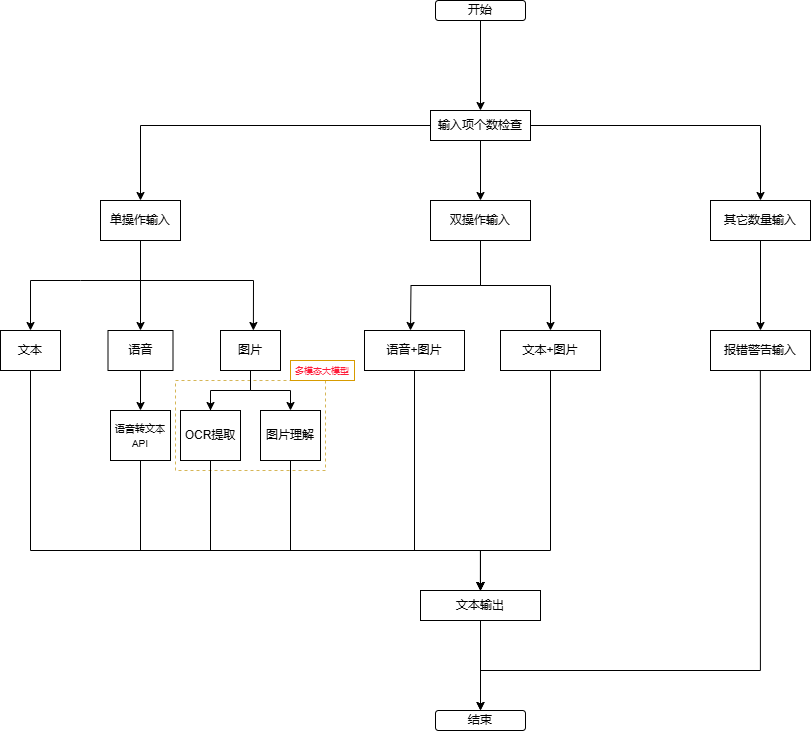 开始
输入项个数检查
单操作输入
双操作输入
其它数量输入
文本
语音
图片
语音+图片
文本+图片
报错警告输入
多模态大模型
语音转文本
API
OCR提取
图片理解
文本输出
结束